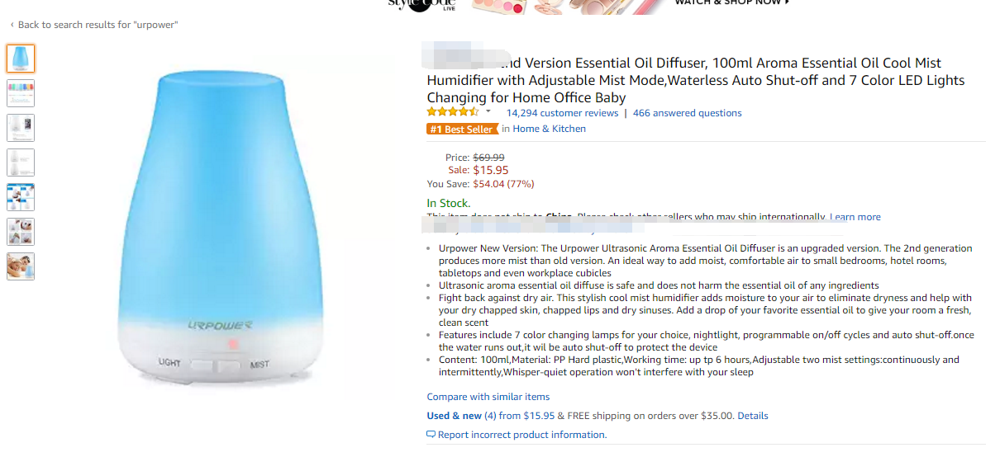 style code
LIVE
WATCH & SHOP NOW ▸
‹ Back to search results for "urpower"
nd Version Essential Oil Diffuser, 100ml Aroma Essential Oil Cool Mist
Humidifier with Adjustable Mist Mode,Waterless Auto Shut-off and 7 Color LED Lights
Changing for Home Office Baby
14,294 customer reviews | 466 answered questions
#1 Best Seller in Home & Kitchen
Price: $69.99
Sale: $15.95
You Save: $54.04 (77%)
In Stock.
This item does not ship to China. Please check other sellers who may ship internationally. Learn more
Urpower New Version: The Urpower Ultrasonic Aroma Essential Oil Diffuser is an upgraded version. The 2nd generation
produces more mist than old version. An ideal way to add moist, comfortable air to small bedrooms, hotel rooms,
tabletops and even workplace cubicles
Ultrasonic aroma essential oil diffuse is safe and does not harm the essential oil of any ingredients
Fight back against dry air. This stylish cool mist humidifier adds moisture to your air to eliminate dryness and help with
your dry chapped skin, chapped lips and dry sinuses. Add a drop of your favorite essential oil to give your room a fresh,
clean scent
Features include 7 color changing lamps for your choice, nightlight, programmable on/off cycles and auto shut-off.once
the water runs out,it wil be auto shut-off to protect the device
Content: 100ml,Material: PP Hard plastic,Working time: up tp 6 hours,Adjustable two mist settings:continuously and
intermittently,Whisper-quiet operation won't interfere with your sleep
Compare with similar items
Used & new (4) from $15.95 & FREE shipping on orders over $35.00. Details
Report incorrect product information.
URPOWER
LIGHT MIST